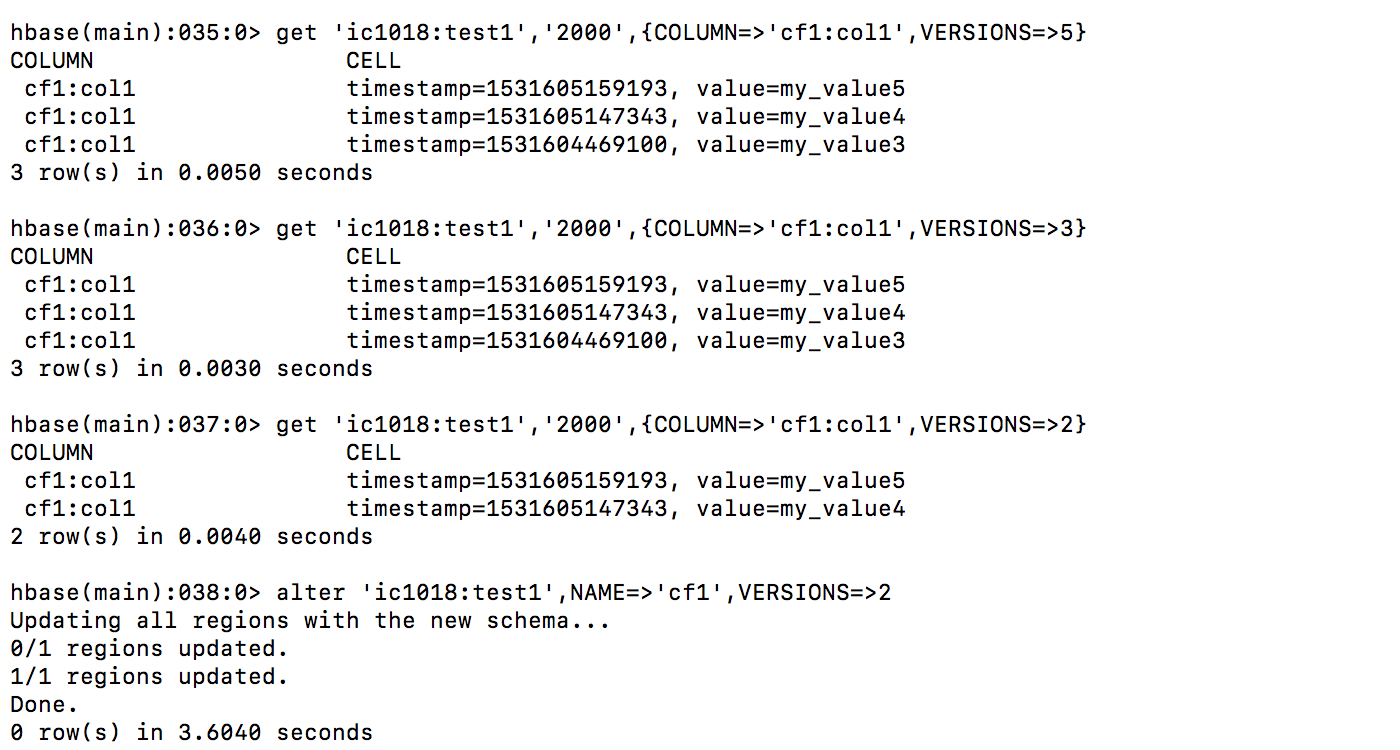 hbase(main):035:0> get 'ic1018:test1','2000',{COLUMN=>'cf1:col1',VERSIONS=>5}
COLUMN                  CELL
 cf1:col1               timestamp=1531605159193, value=my_value5
 cf1:col1               timestamp=1531605147343, value=my_value4
 cf1:col1               timestamp=1531604469100, value=my_value3
3 row(s) in 0.0050 seconds

hbase(main):036:0> get 'ic1018:test1','2000',{COLUMN=>'cf1:col1',VERSIONS=>3}
COLUMN                  CELL
 cf1:col1               timestamp=1531605159193, value=my_value5
 cf1:col1               timestamp=1531605147343, value=my_value4
 cf1:col1               timestamp=1531604469100, value=my_value3
3 row(s) in 0.0030 seconds

hbase(main):037:0> get 'ic1018:test1','2000',{COLUMN=>'cf1:col1',VERSIONS=>2}
COLUMN                  CELL
 cf1:col1               timestamp=1531605159193, value=my_value5
 cf1:col1               timestamp=1531605147343, value=my_value4
2 row(s) in 0.0040 seconds

hbase(main):038:0> alter 'ic1018:test1',NAME=>'cf1',VERSIONS=>2
Updating all regions with the new schema...
0/1 regions updated.
1/1 regions updated.
Done.
0 row(s) in 3.6040 seconds